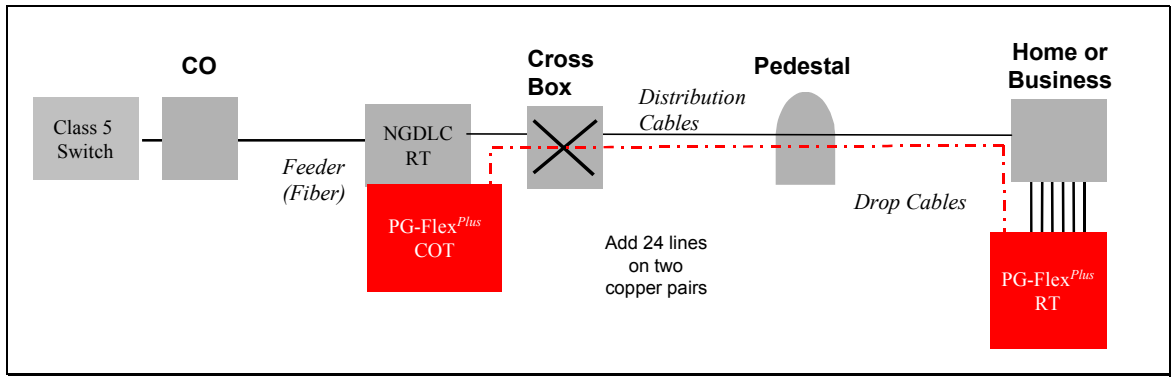 CO
Cross
Box
Pedestal
Home or
Business
Class 5
Switch
NGDLC
RT
Distribution
Cables
Feeder
(Fiber)
PG-FlexPlus
COT
Drop Cables
Add 24 lines
on two
copper pairs
PG-FlexPlus
RT